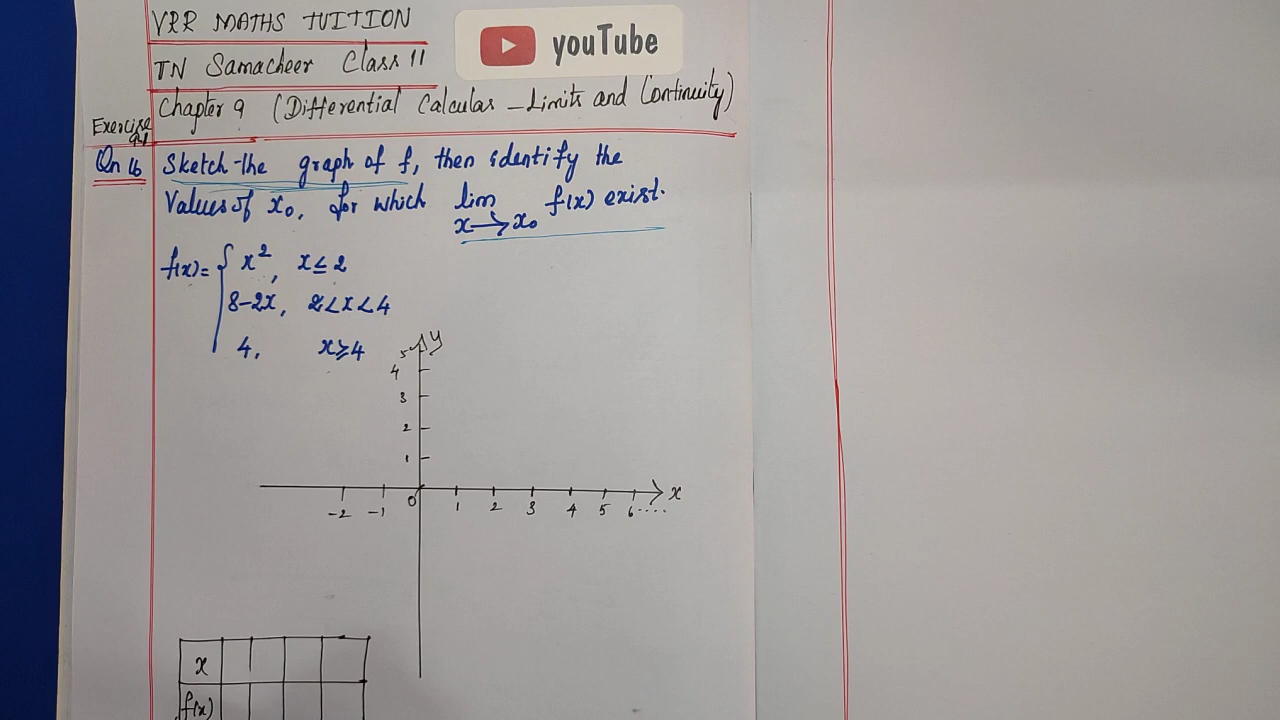 VRR MATHS TUITION
youTube
TN Samacheer Class 11
Chapter 9 (Differential Calculas – Limits and Continuity)
Exercise
9.1
Qn 16 Sketch the graph of f, then identify the
Values of x₀, for which lim f(x) exist.
x→x₀
f(x) = { x², x ≤ 2
8-2x, 2<x<4
4, x ≥ 4
y
5
4
3
2
1
-2 -1 0 1 2 3 4 5 6.... x
x
f(x)